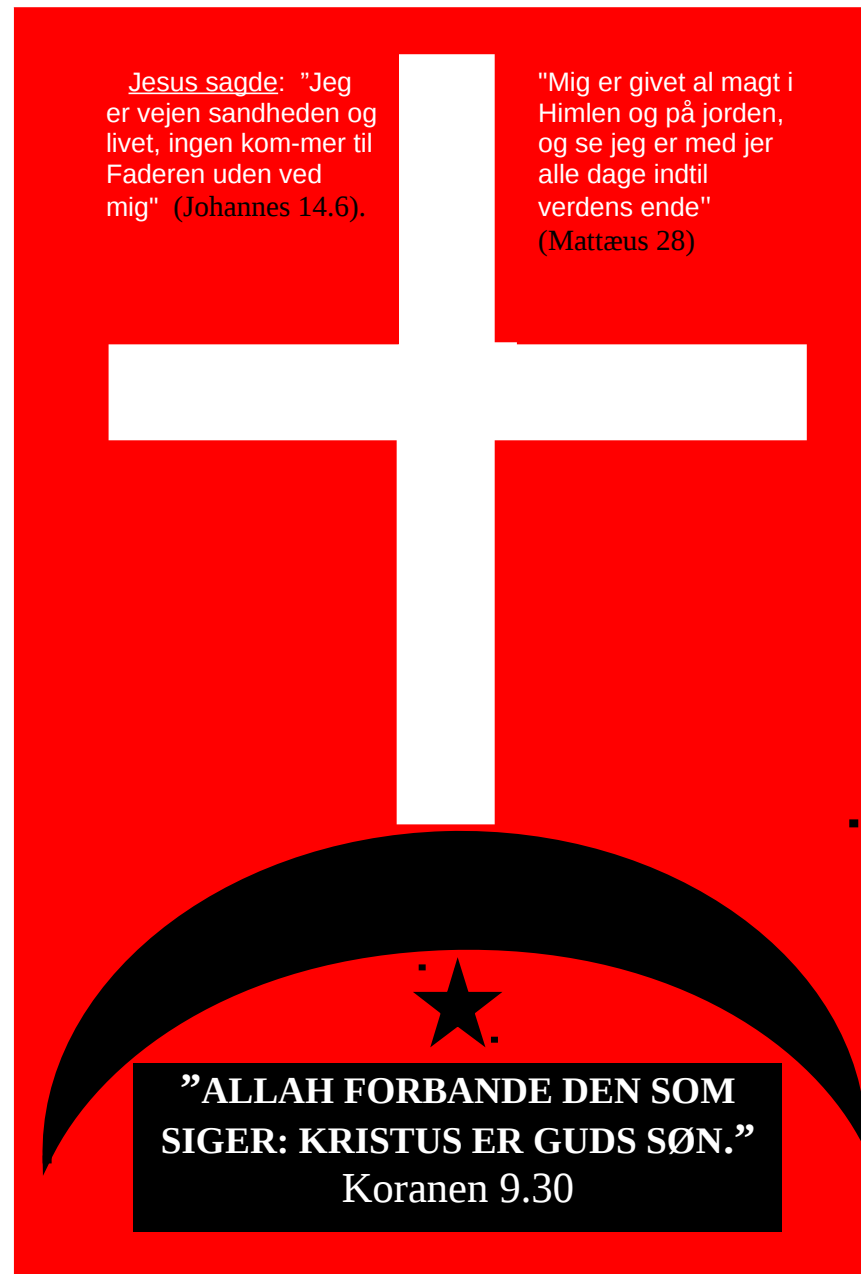 Jesus sagde:  ”Jeg
er vejen sandheden og
livet, ingen kom-mer til
Faderen uden ved
mig"  (Johannes 14.6).
"Mig er givet al magt i
Himlen og på jorden,
og se jeg er med jer
alle dage indtil
verdens ende"
(Mattæus 28)
”ALLAH FORBANDE DEN SOM
SIGER: KRISTUS ER GUDS SØN.”
Koranen 9.30